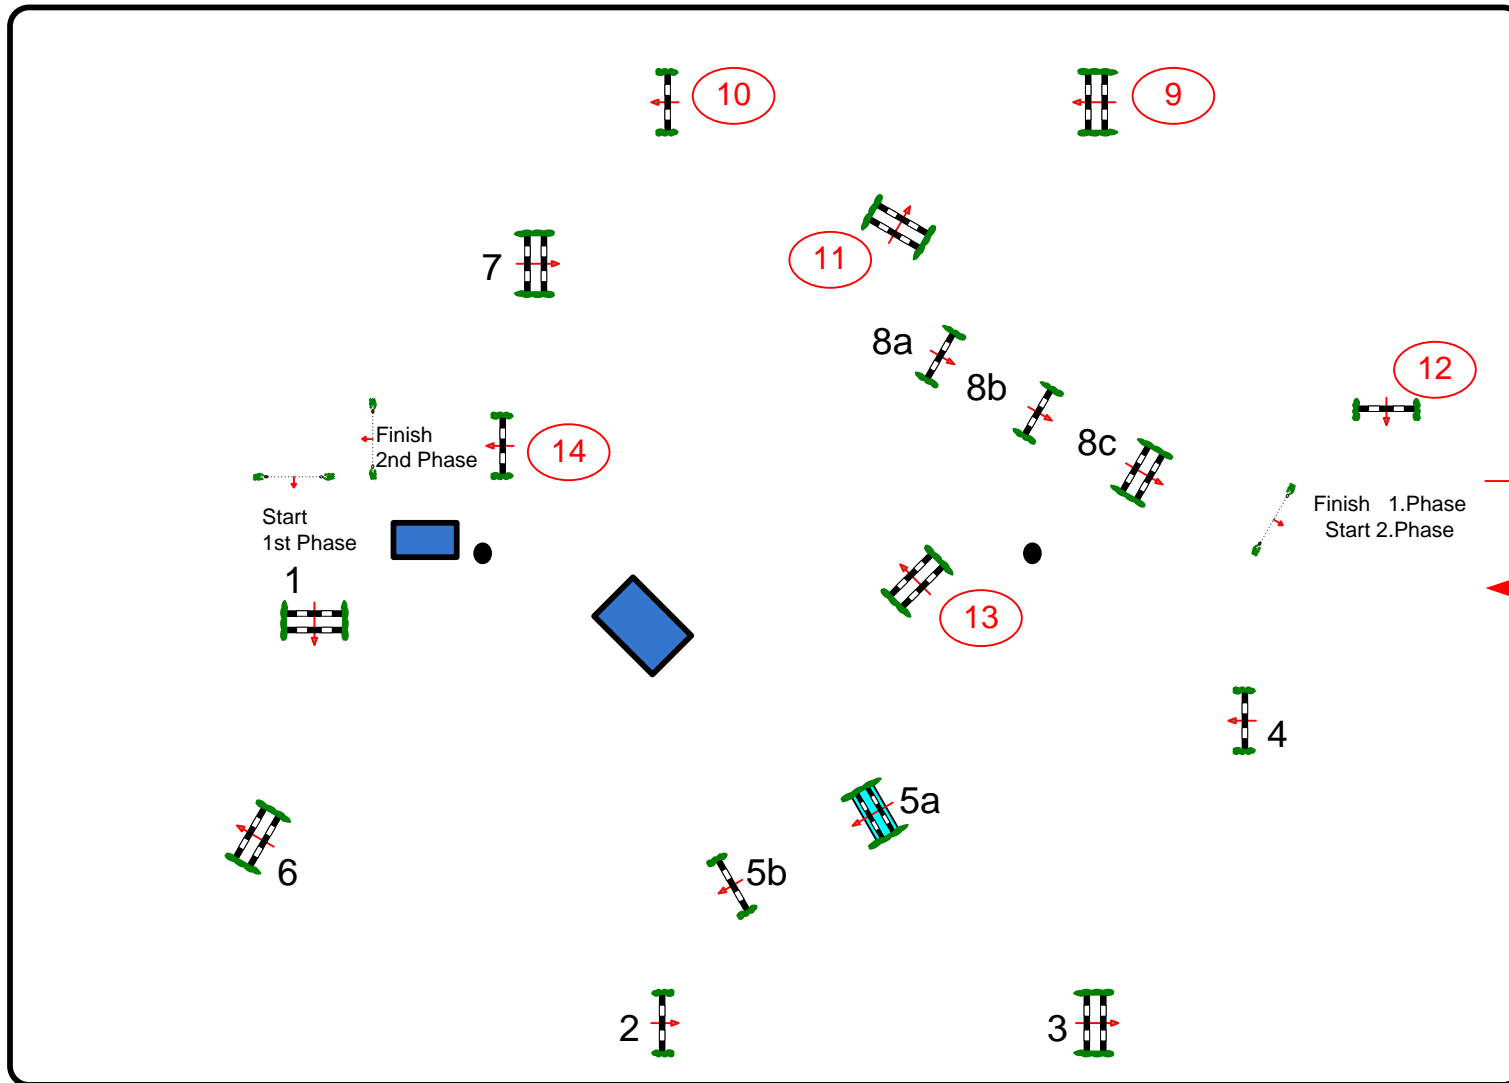 10
9
11
7
8a
8b
8c
12
Finish
2nd Phase
14
Start
1st Phase
Finish 1.Phase
Start 2.Phase
1
13
4
5a
5b
6
2
3